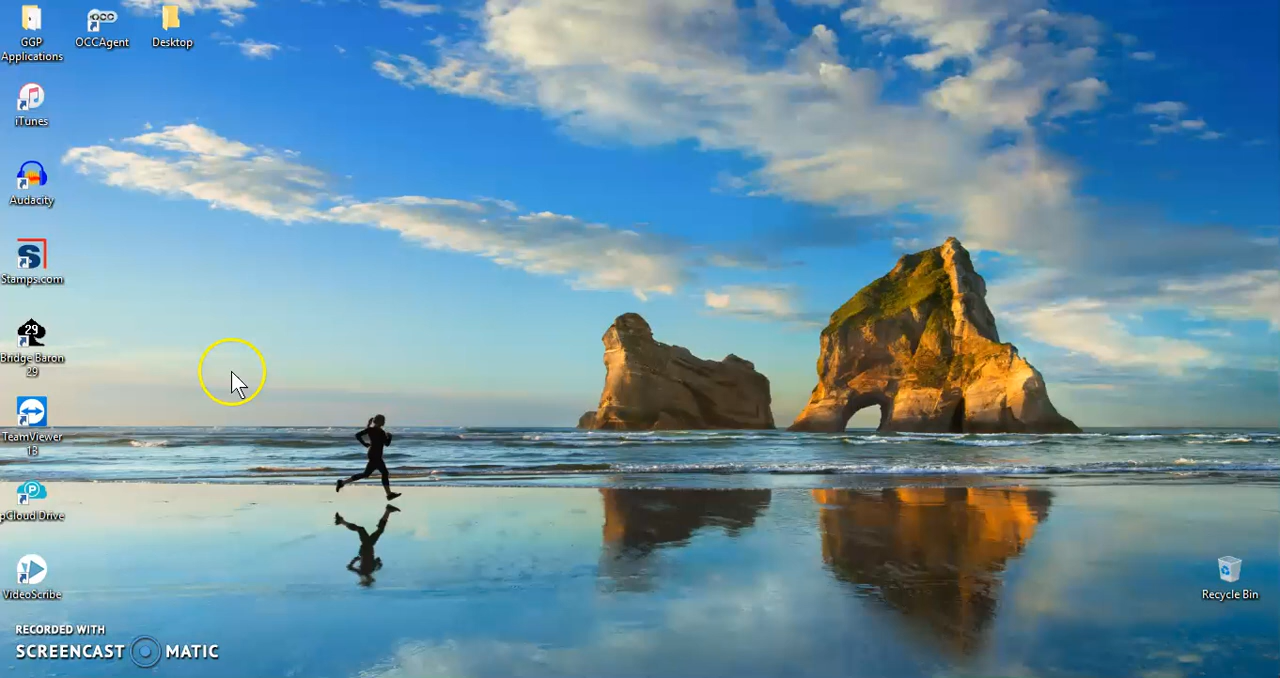 GGP
Applications
OCCAgent
Desktop
iTunes
Audacity
Stamps.com
29
Bridge Baron
29
TeamViewer
13
pCloud Drive
VideoScribe
Recycle Bin
RECORDED WITH
SCREENCAST MATIC